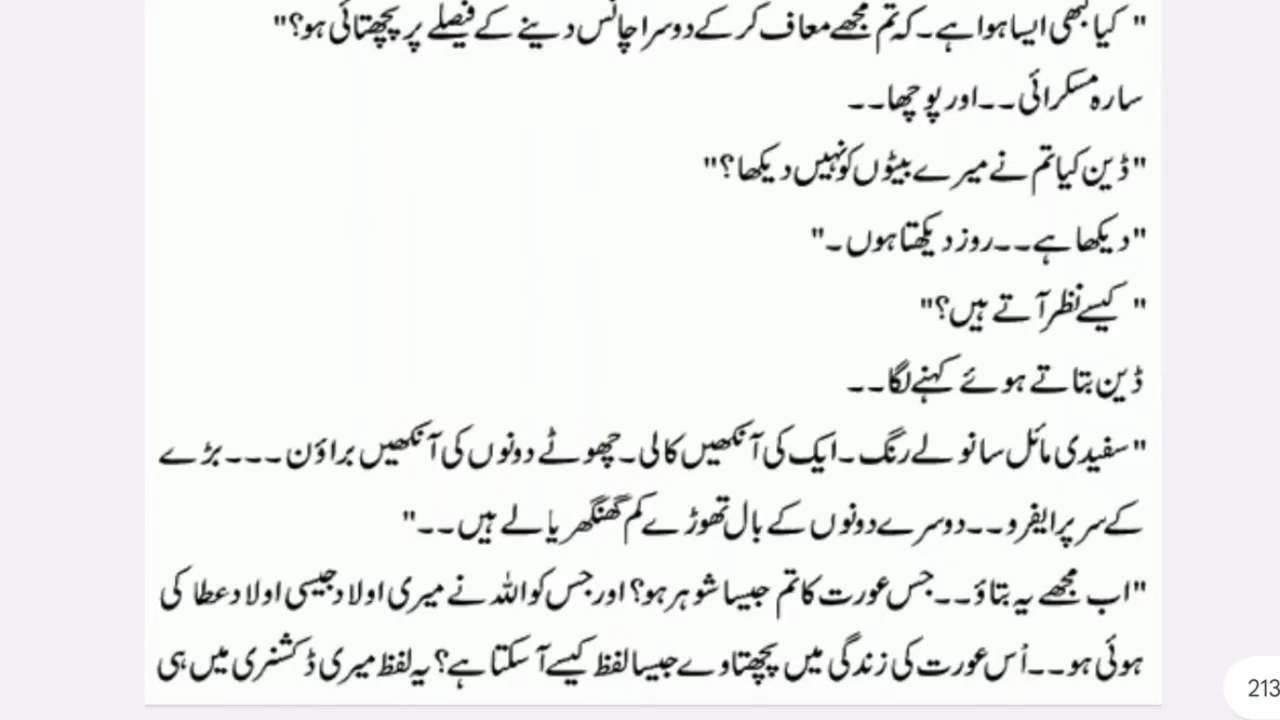 " کیا کبھی ایسا ہوا ہے۔ کہ تم مجھے معاف کر کے دوسرا چانس دینے کے فیصلے پر پچھتائی ہو؟"
سارہ مسکرائی۔۔اور پوچھا۔۔
"ڈین کیا تم نے میرے بیٹوں کو نہیں دیکھا؟"
"دیکھا ہے۔۔روز دیکھتا ہوں۔"
" کیسے نظر آتے ہیں؟"
ڈین بتاتے ہوئے کہنے لگا۔۔
"سفیدی مائل سانولے رنگ۔ ایک کی آنکھیں کالی۔ چھوٹے دونوں کی آنکھیں براؤن۔۔۔بڑے
کے سر پر ایفرو۔۔دوسرے دونوں کے بال تھوڑے کم گھنگھریالے ہیں۔۔"
"اب مجھے یہ بتاؤ۔۔جس عورت کا تم جیسا شوہر ہو؟ اور جس کو اللہ نے میری اولاد جیسی اولاد عطا کی
ہوئی ہو۔۔اُس عورت کی زندگی میں پچھتاوے جیسا لفظ کیسے آ سکتا ہے؟ یہ لفظ میری ڈکشنری میں ہی
213